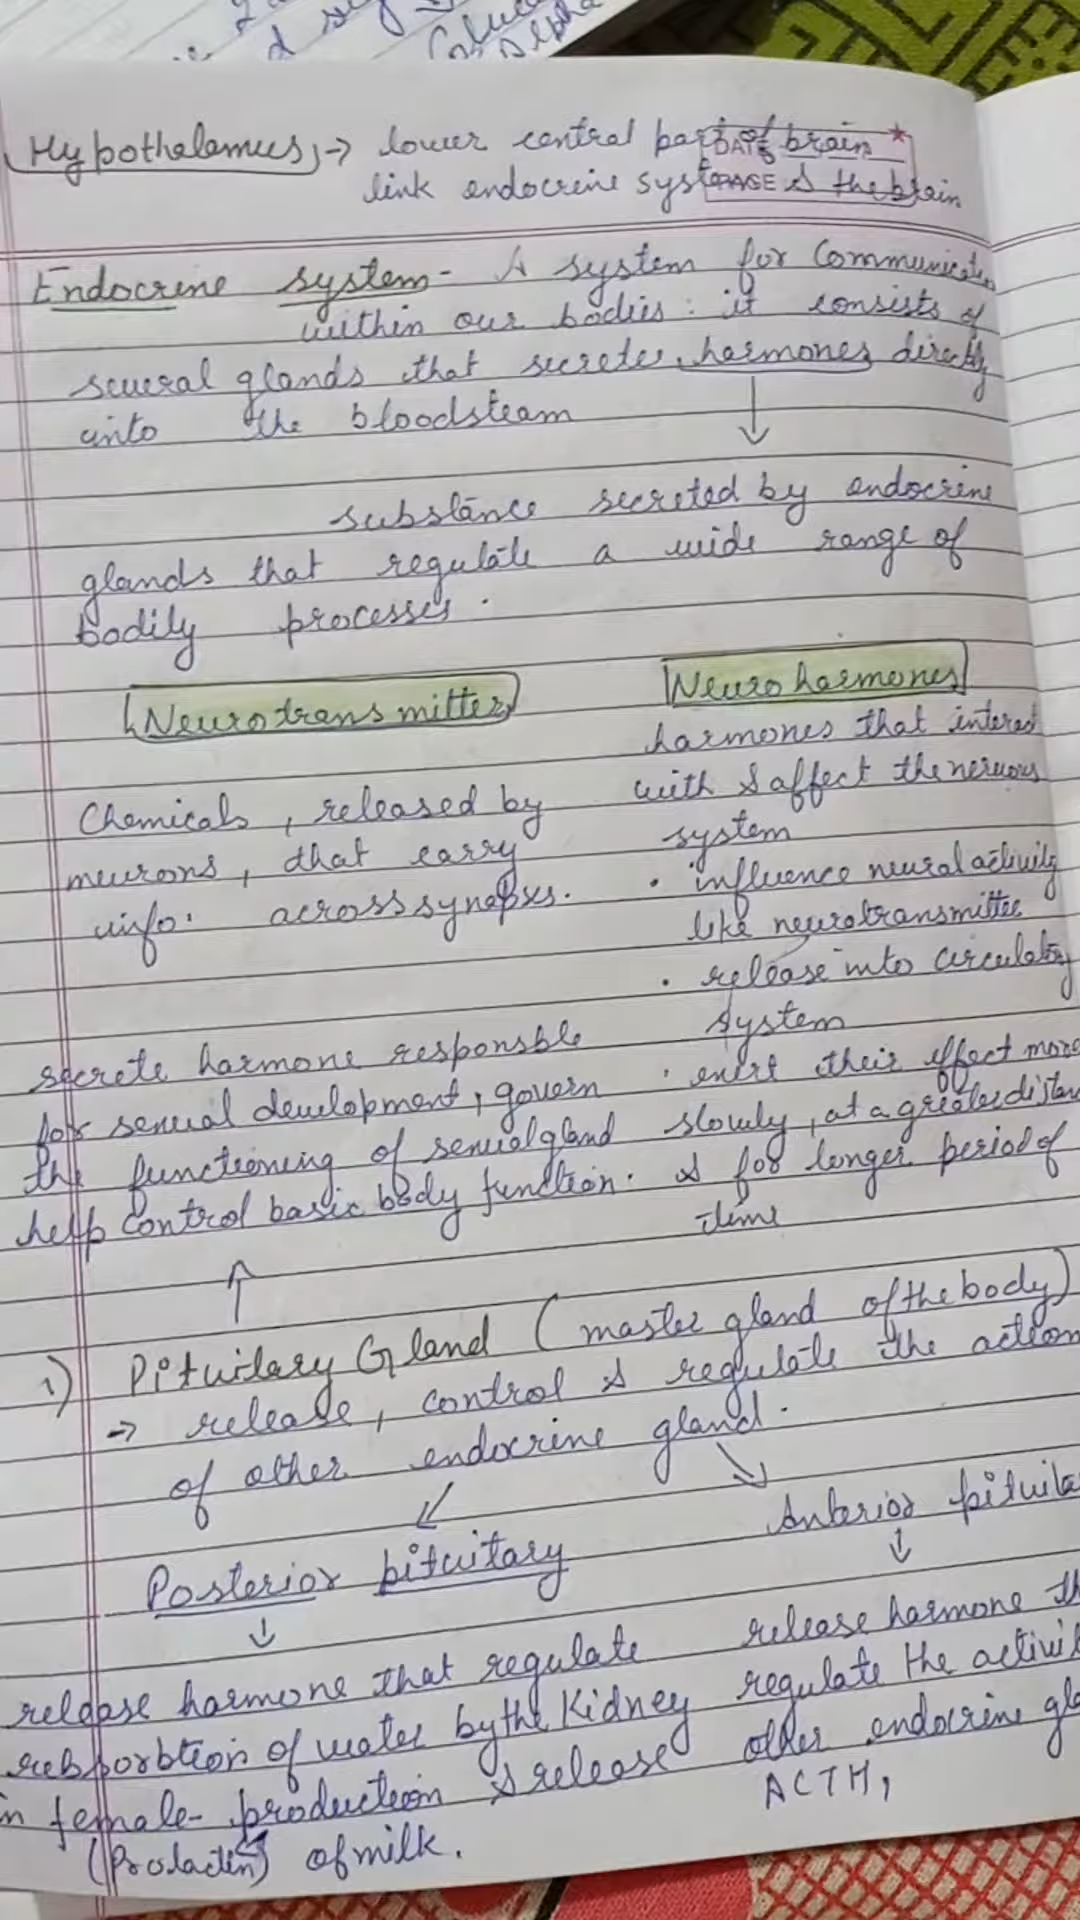 Hypothalamus → lower central part of brain
DATE
link endocrine system & the brain
PAGE
Endocrine system - A system for Communication
within our bodies : it consists of
several glands that secretes hormones directly
into the bloodsteam
↓
substance secreted by endocrine
glands that regulate a wide range of
bodily processes.
Neurotransmitter
Chemicals, released by
neurons, that carry
info. across synapses.
Neurohormones
hormones that interact
with & affect the nervous
system
• influence neural activity
like neurotransmitter
• release into circulatory
system
• exert their effect more
slowly, at a greater distan
& for longer period of
time
secrete hormone responsble
for sexual development, govern
the functioning of sexual gland
help control basic body function.
↑
1) Pituitary Gland (master gland of the body)
→ release, control & regulate the action
of other endocrine gland.
Posterior pituitary
↓
release hormone that regulate
reabsorbtion of water by the Kidney
in female - production & release
(Prolactin) of milk.
Anterior pituita
↓
release hormone th
regulate the activi
other endocrine gla
ACTH,